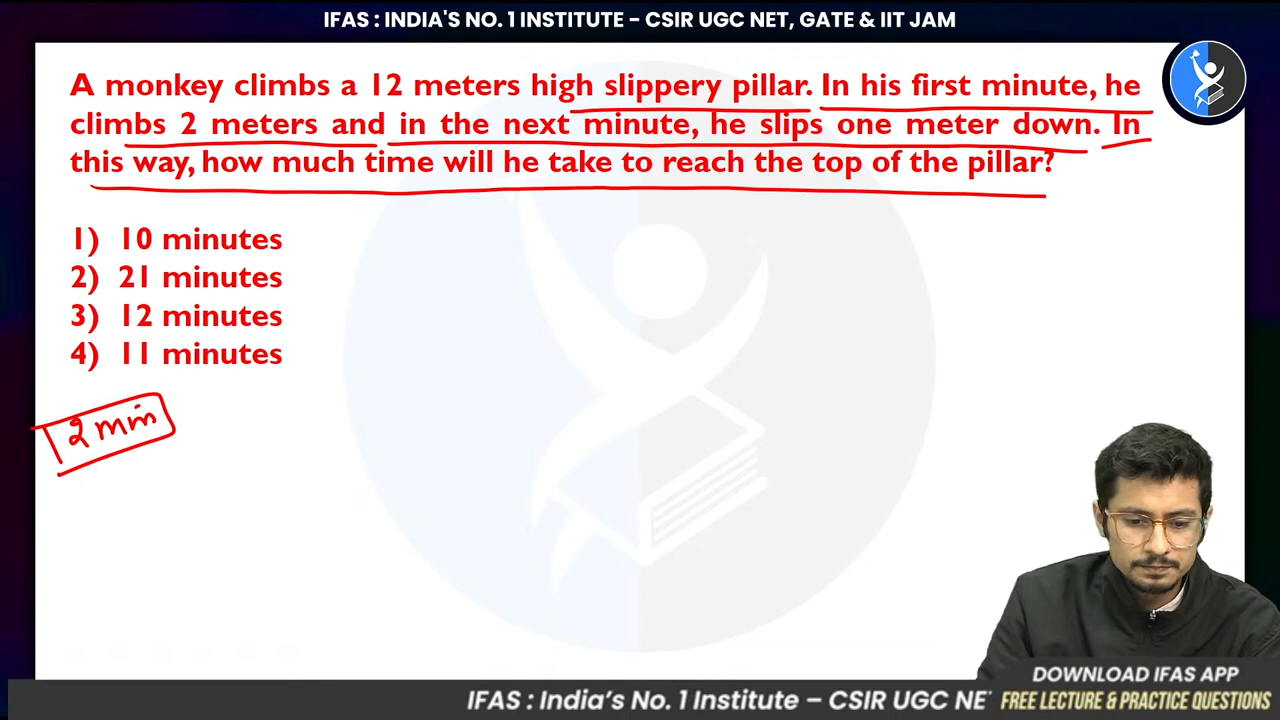 IFAS : INDIA'S NO. 1 INSTITUTE – CSIR UGC NET, GATE & IIT JAM
A monkey climbs a 12 meters high slippery pillar. In his first minute, he
climbs 2 meters and in the next minute, he slips one meter down. In
this way, how much time will he take to reach the top of the pillar?
1) 10 minutes
2) 21 minutes
3) 12 minutes
4) 11 minutes
2 min
DOWNLOAD IFAS APP
IFAS : India's No. 1 Institute – CSIR UGC NE
FREE LECTURE & PRACTICE QUESTIONS